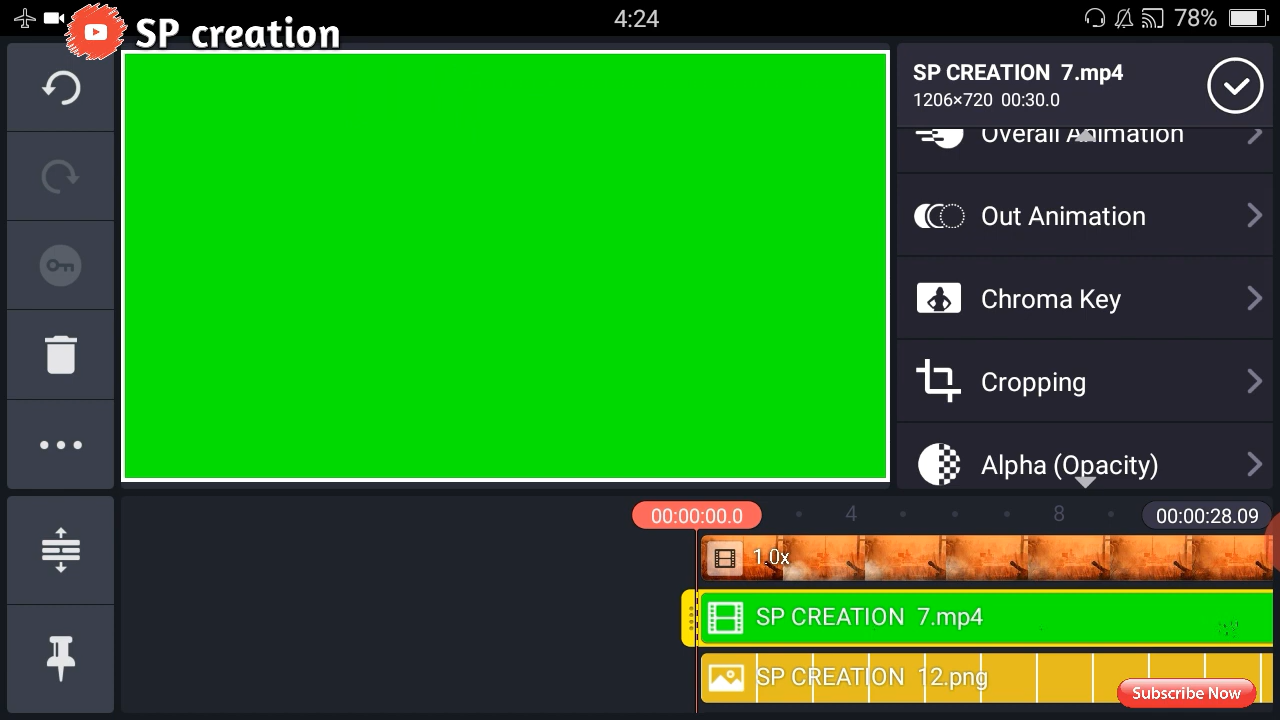 4:24
78%
SP creation
SP CREATION 7.mp4
1206×720 00:30.0
Overall Animation
Out Animation
Chroma Key
Cropping
Alpha (Opacity)
00:00:00.0
4
8
00:00:28.09
1.0x
SP CREATION 7.mp4
SP CREATION 12.png
Subscribe Now